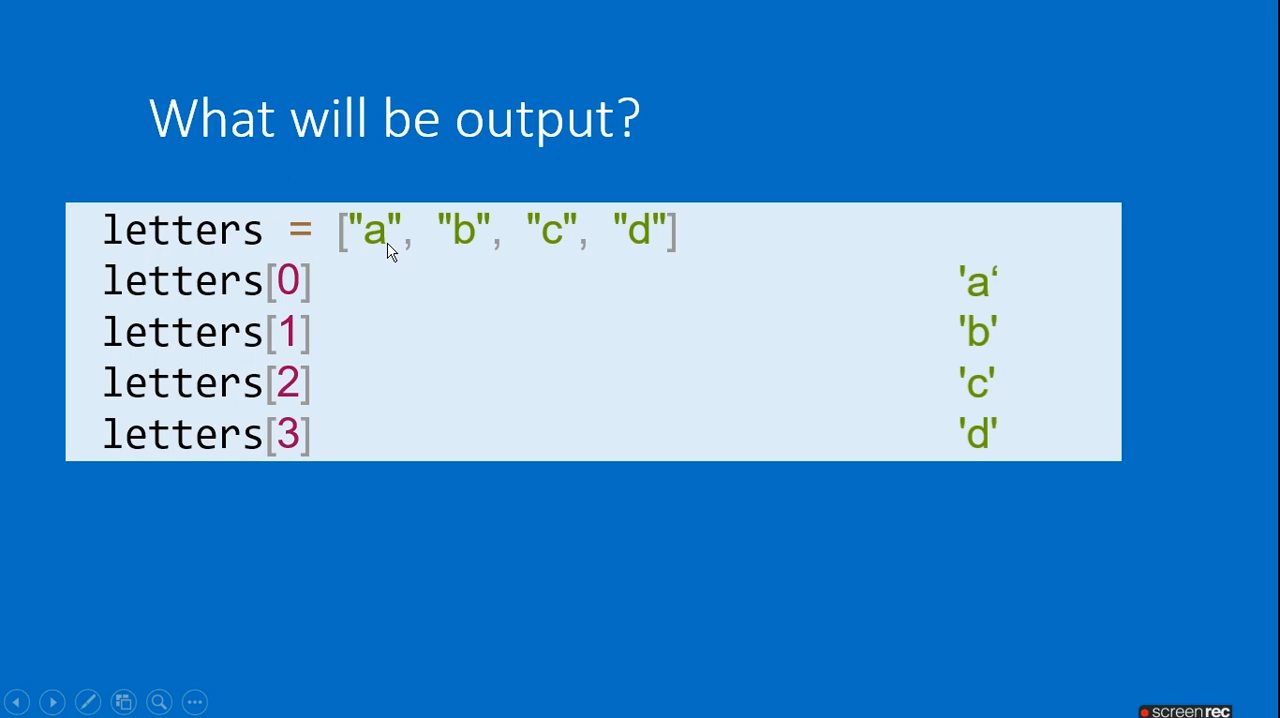 What will be output?
letters = ["a", "b", "c", "d"]
letters[0] 'a‘
letters[1] 'b'
letters[2] 'c'
letters[3] 'd'
screenrec